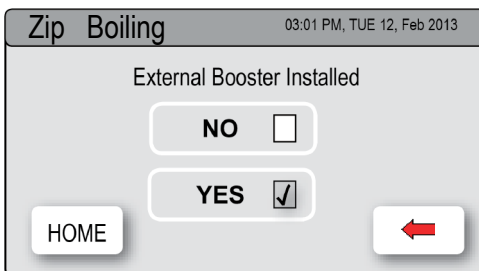 Zip Boiling 03:01 PM, TUE 12, Feb 2013
External Booster Installed
NO
YES
HOME